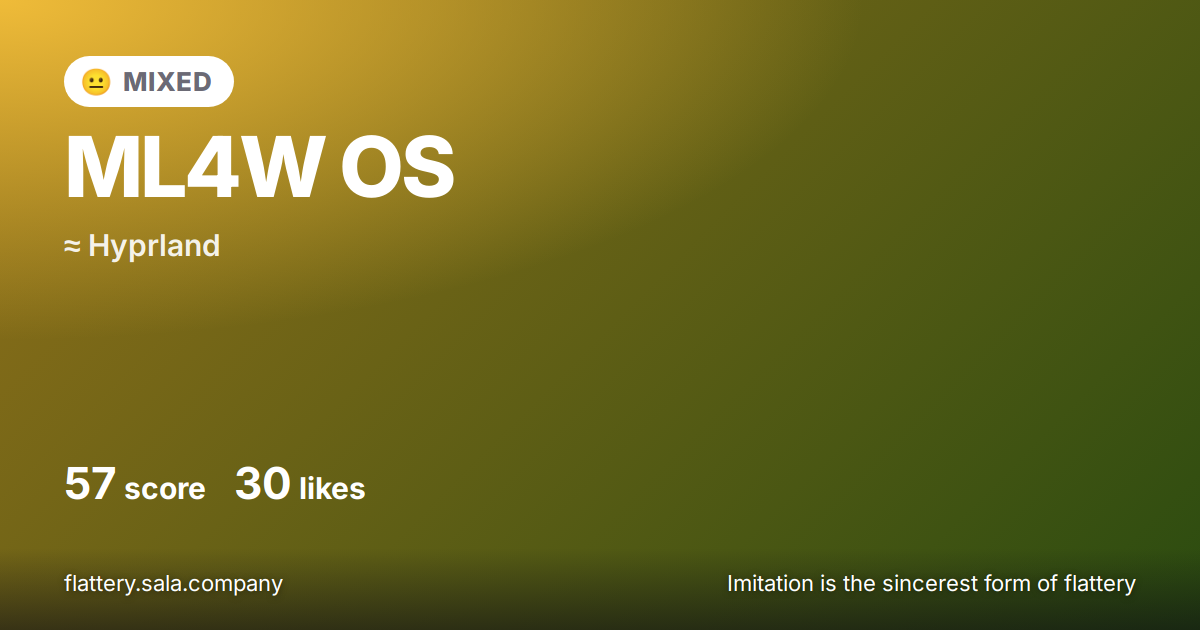 😐 MIXED
ML4W OS
≈ Hyprland
57 score 30 likes
flattery.sala.company
Imitation is the sincerest form of flattery